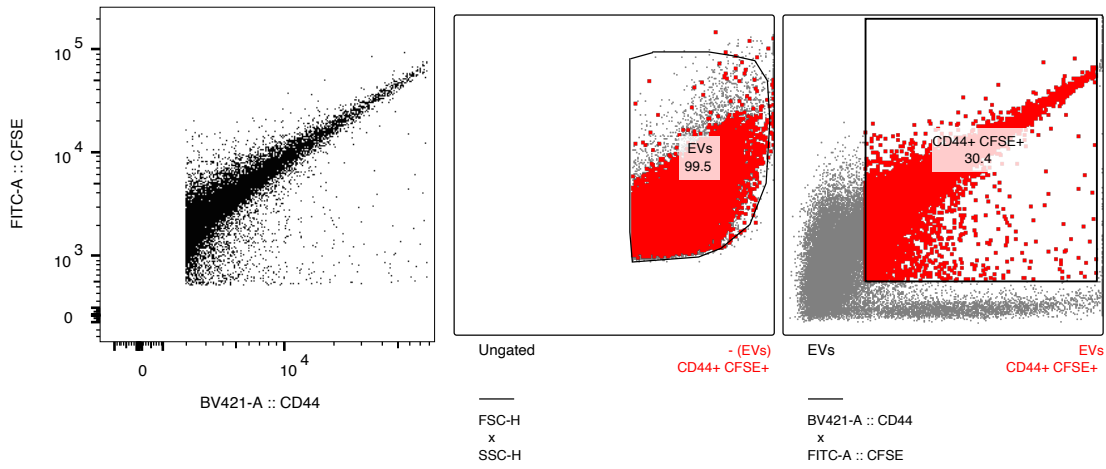 FITC-A :: CFSE
10^5
10^4
10^3
0
0
10^4
BV421-A :: CD44
EVs
99.5
Ungated
- (EVs)
CD44+ CFSE+
FSC-H
x
SSC-H
CD44+ CFSE+
30.4
EVs
EVs
CD44+ CFSE+
BV421-A :: CD44
x
FITC-A :: CFSE